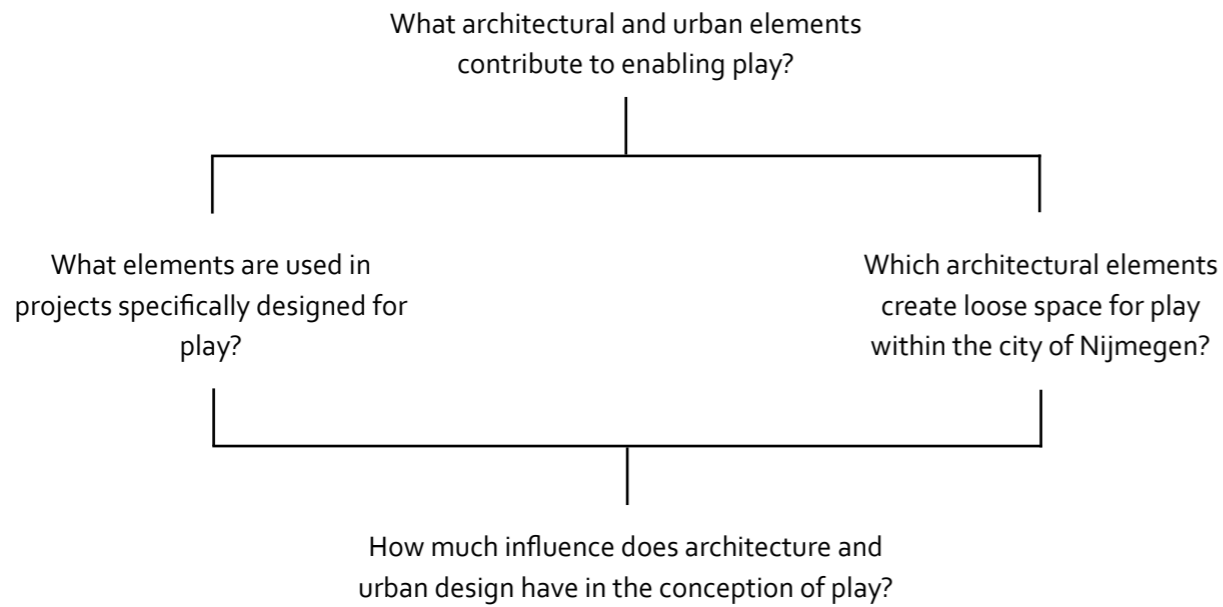 What architectural and urban elements
contribute to enabling play?
What elements are used in
projects specifically designed for
play?
Which architectural elements
create loose space for play
within the city of Nijmegen?
How much influence does architecture and
urban design have in the conception of play?